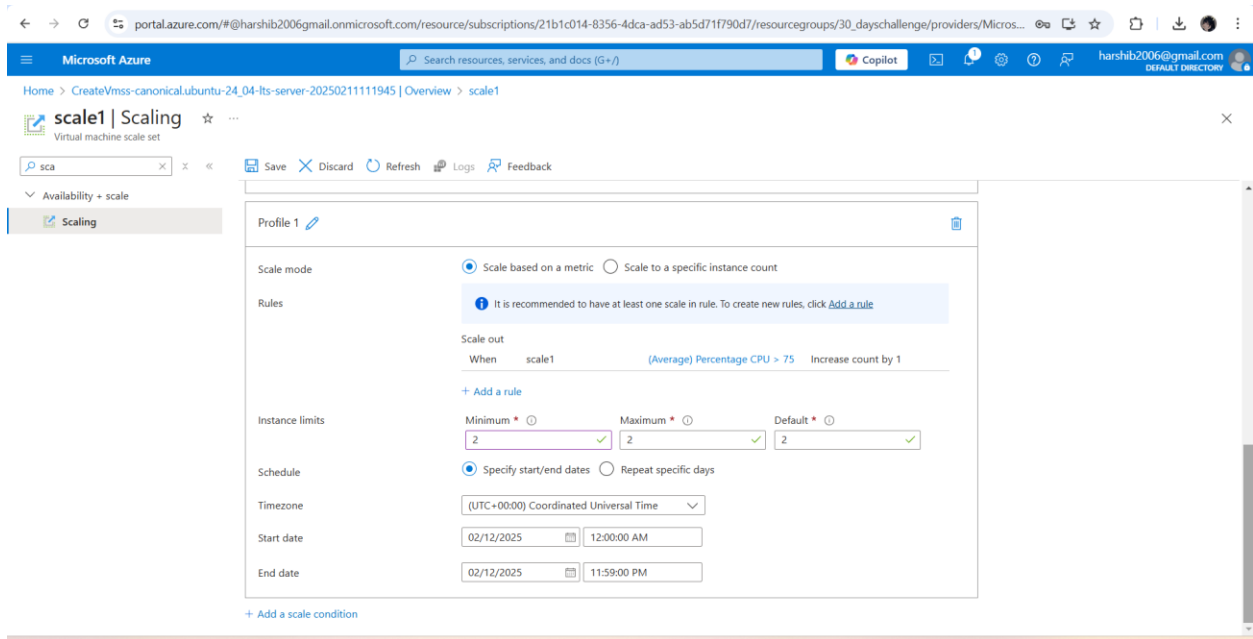 portal.azure.com/#@harshib2006gmail.onmicrosoft.com/resource/subscriptions/21b1c014-8356-4dca-ad53-ab5d71f790d7/resourcegroups/30_dayschallenge/providers/Micros...
Microsoft Azure
Search resources, services, and docs (G+/)
Copilot
1
harshib2006@gmail.com
DEFAULT DIRECTORY
Home > CreateVmss-canonical.ubuntu-24_04-lts-server-20250211111945 | Overview > scale1
scale1 | Scaling
Virtual machine scale set
sca
Save Discard Refresh Logs Feedback
Availability + scale
Scaling
Profile 1
Scale mode
Scale based on a metric Scale to a specific instance count
Rules
It is recommended to have at least one scale in rule. To create new rules, click Add a rule
Scale out
When scale1 (Average) Percentage CPU > 75 Increase count by 1
+ Add a rule
Instance limits
Minimum * Maximum * Default *
2 2 2
Schedule
Specify start/end dates Repeat specific days
Timezone
(UTC+00:00) Coordinated Universal Time
Start date
02/12/2025 12:00:00 AM
End date
02/12/2025 11:59:00 PM
+ Add a scale condition